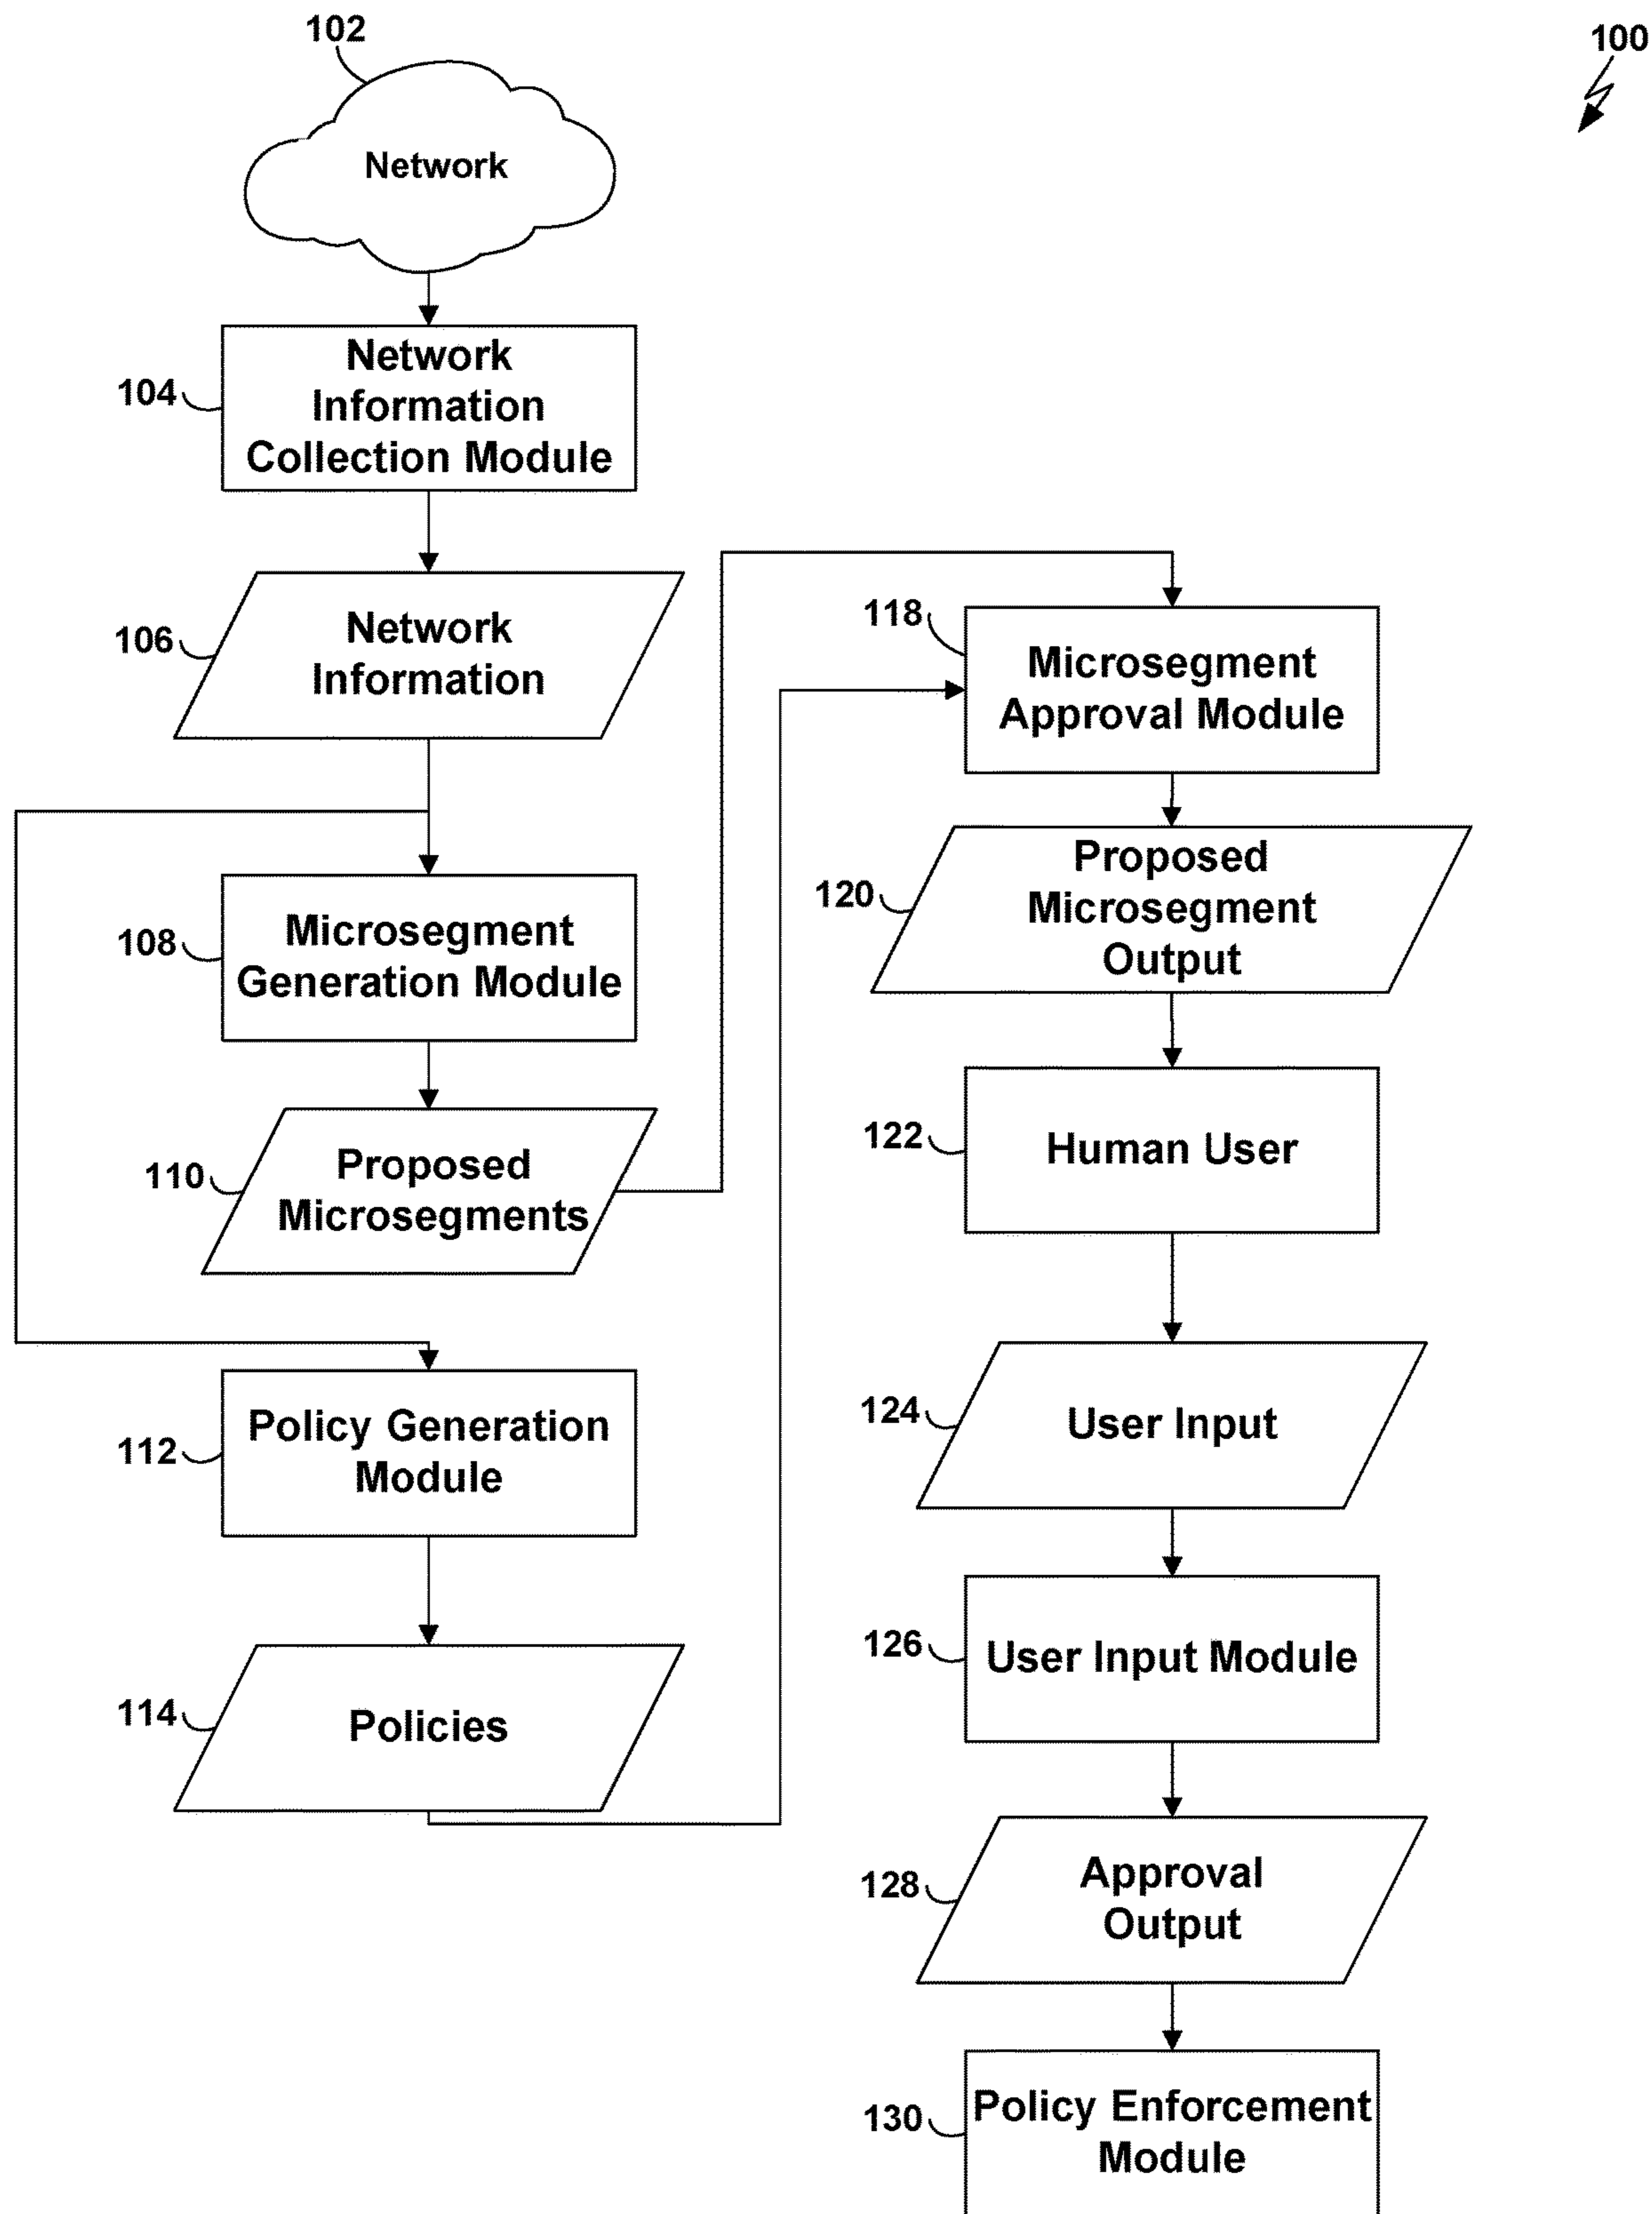 102
100
Network
104
Network
Information
Collection Module
106
Network
Information
108
Microsegment
Generation Module
110
Proposed
Microsegments
112
Policy Generation
Module
114
Policies
118
Microsegment
Approval Module
120
Proposed
Microsegment
Output
122
Human User
124
User Input
126
User Input Module
128
Approval
Output
130
Policy Enforcement
Module